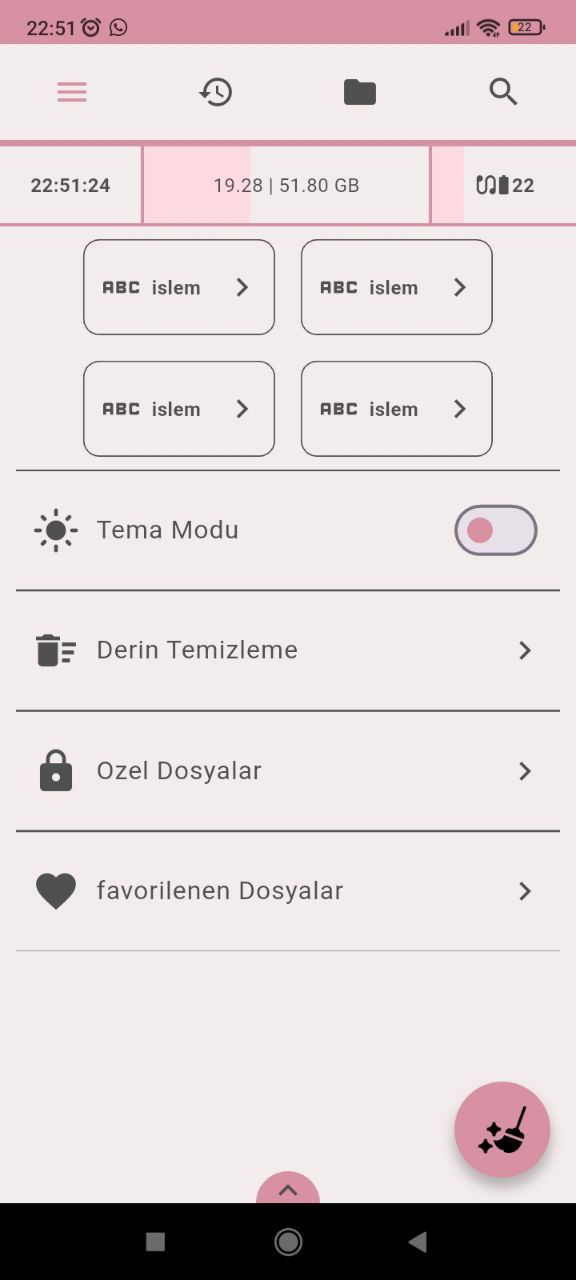 22:51
22
22:51:24
19.28 | 51.80 GB
22
ABC islem
ABC islem
ABC islem
ABC islem
Tema Modu
Derin Temizleme
Ozel Dosyalar
favorilenen Dosyalar